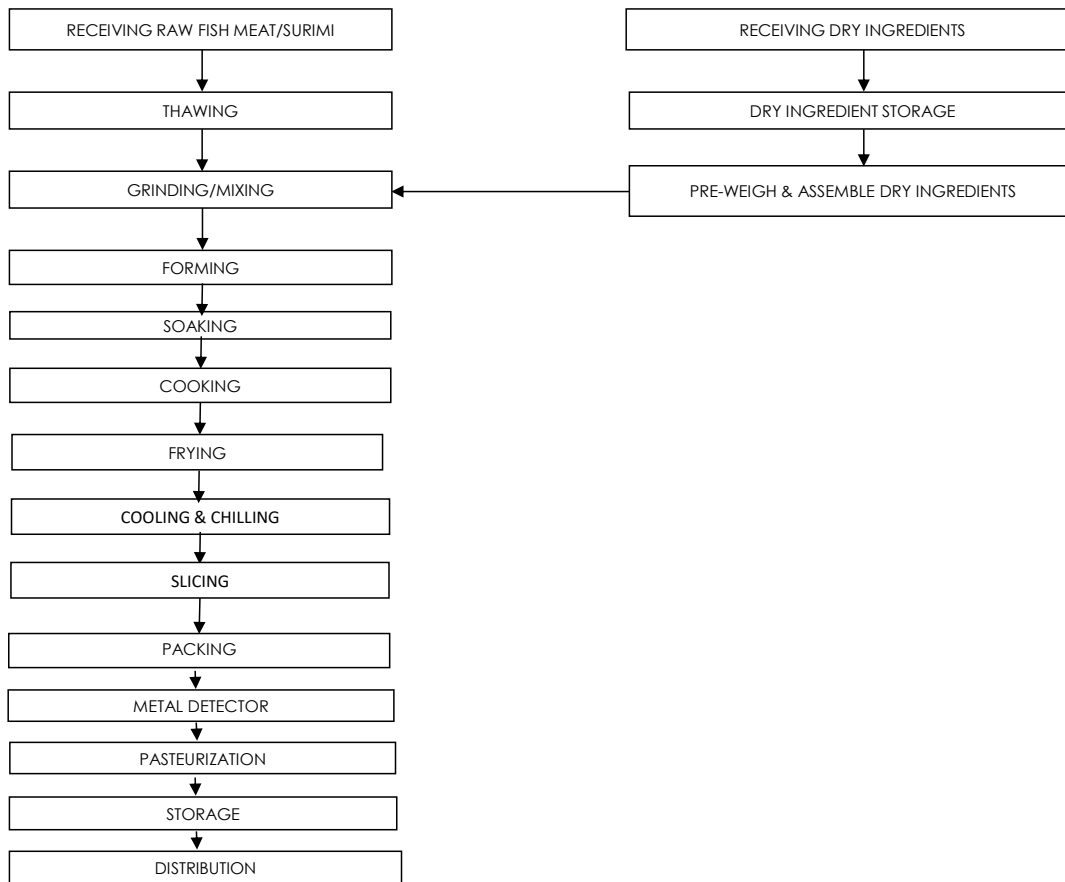 RECEIVING RAW FISH MEAT/SURIMI
RECEIVING DRY INGREDIENTS
THAWING
DRY INGREDIENT STORAGE
GRINDING/MIXING
PRE-WEIGH & ASSEMBLE DRY INGREDIENTS
FORMING
SOAKING
COOKING
FRYING
COOLING & CHILLING
SLICING
PACKING
METAL DETECTOR
PASTEURIZATION
STORAGE
DISTRIBUTION